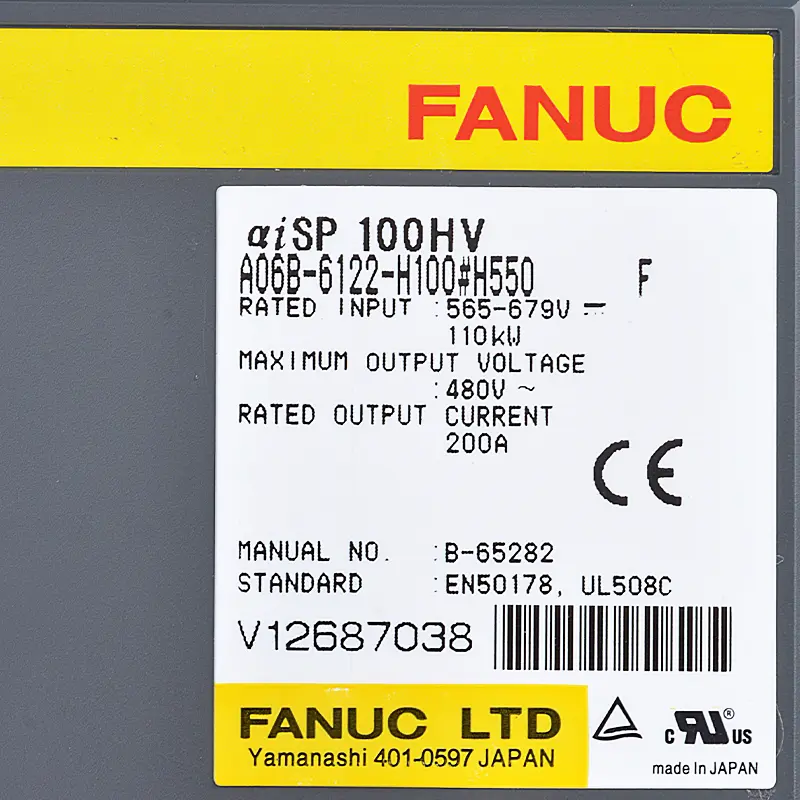 FANUC
αiSP 100HV
A06B-6122-H100#H550 F
RATED INPUT :565-679V ⎓
110kW
MAXIMUM OUTPUT VOLTAGE
:480V ~
RATED OUTPUT CURRENT
200A
CE
MANUAL NO. :B-65282
STANDARD :EN50178, UL508C
V12687038
FANUC LTD
Yamanashi 401-0597 JAPAN
c RU ® US
made In JAPAN